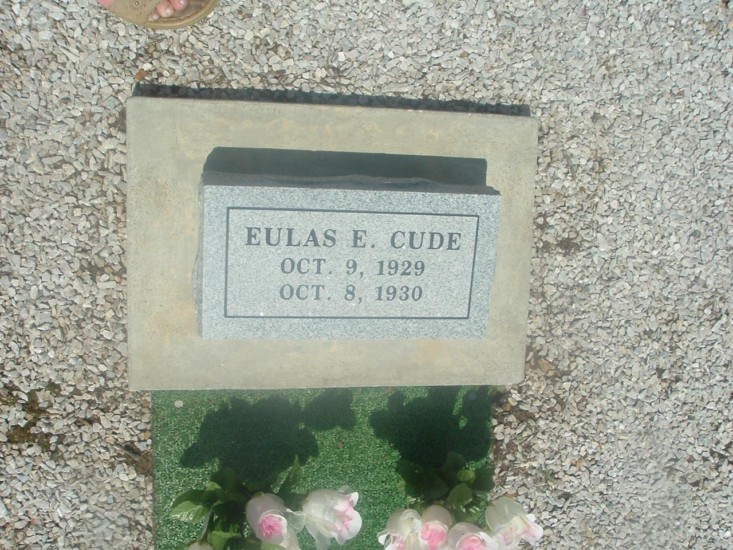 EULAS E. CUDE
OCT. 9, 1929
OCT. 8, 1930